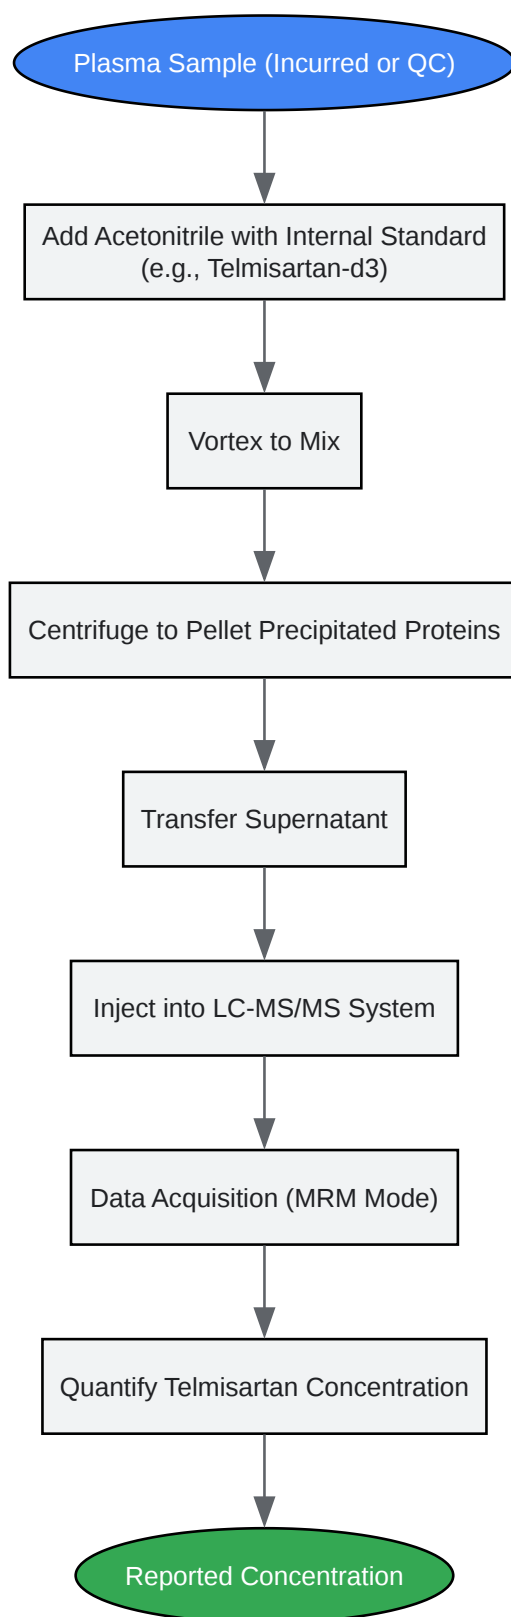 Plasma Sample (Incurred or QC)
Add Acetonitrile with Internal Standard
(e.g., Telmisartan-d3)
Vortex to Mix
Centrifuge to Pellet Precipitated Proteins
Transfer Supernatant
Inject into LC-MS/MS System
Data Acquisition (MRM Mode)
Quantify Telmisartan Concentration
Reported Concentration